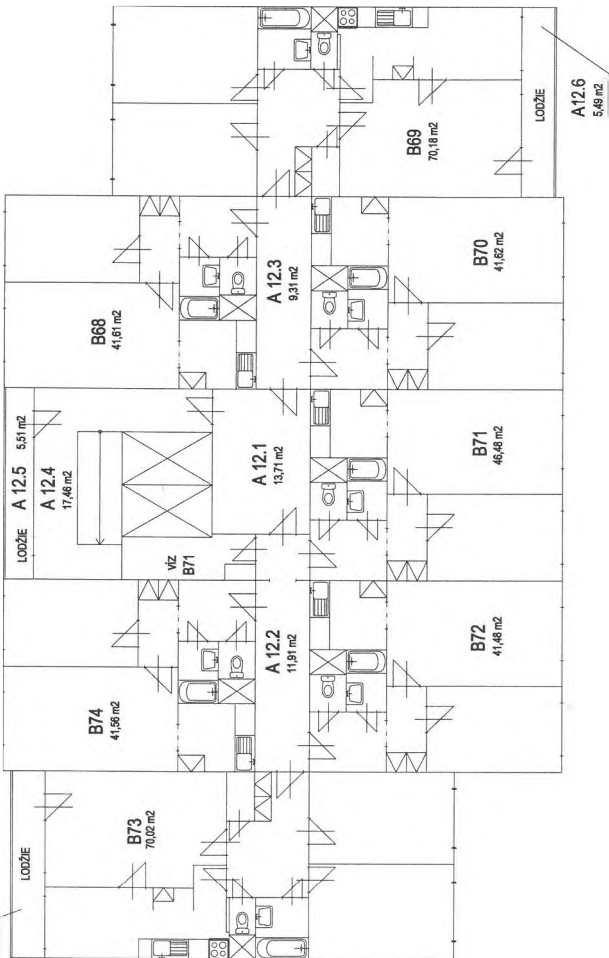 LODŽIE
B73
70,02 m2
B74
41,56 m2
A 12.2
11,91 m2
B72
41,48 m2
LODŽIE
A 12.5
5,51 m2
A 12.4
17,46 m2
viz
B71
A 12.1
13,71 m2
B71
46,48 m2
B68
41,61 m2
A 12.3
9,31 m2
B70
41,62 m2
B69
70,18 m2
LODŽIE
A12.6
5,49 m2